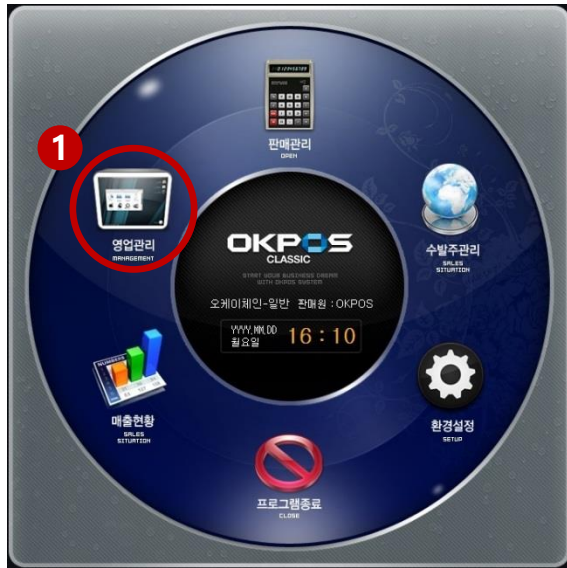 판매관리
OPEN
1
영업관리
MANAGEMENT
수발주관리
SALES
SITUATION
OKPOS
CLASSIC
START YOUR BUSINESS DREAM
WITH OKPOS SYSTEM
오케이체인-일반 판매원 : OKPOS
YYYY.MM.DD
월요일
16 : 10
NUMBERS
매출현황
SALES
SITUATION
환경설정
SETUP
프로그램종료
CLOSE